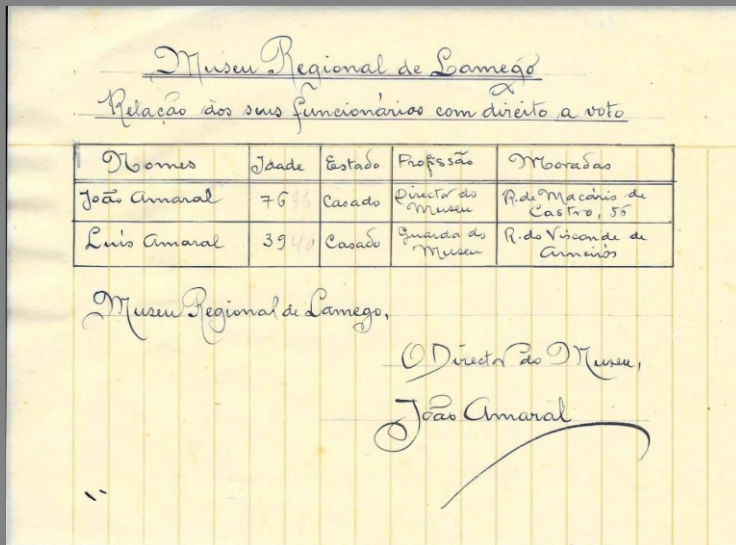 Museu Regional de Lamego
Relação dos seus funcionários com direito a voto
Nomes Idade Estado Profissão Moradas
João Amaral 76 Casado Director do Museu R. de Macário de Castro, 55
Luís Amaral 39 Casado Guarda do Museu R. do Visconde de Arneirós
Museu Regional de Lamego,
O Director do Museu,
João Amaral